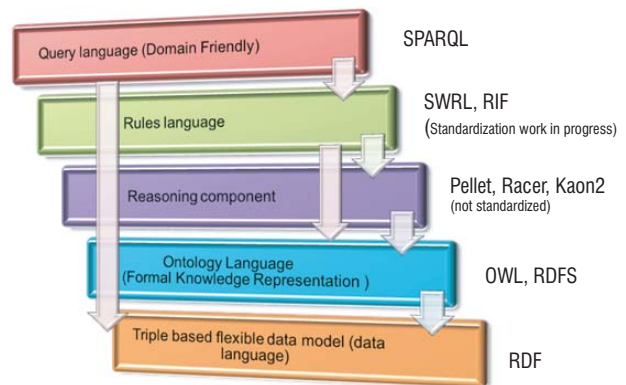 Query language (Domain Friendly)
SPARQL
Rules language
SWRL, RIF
(Standardization work in progress)
Reasoning component
Pellet, Racer, Kaon2
(not standardized)
Ontology Language
(Formal Knowledge Representation )
OWL, RDFS
Triple based flexible data model (data
language)
RDF